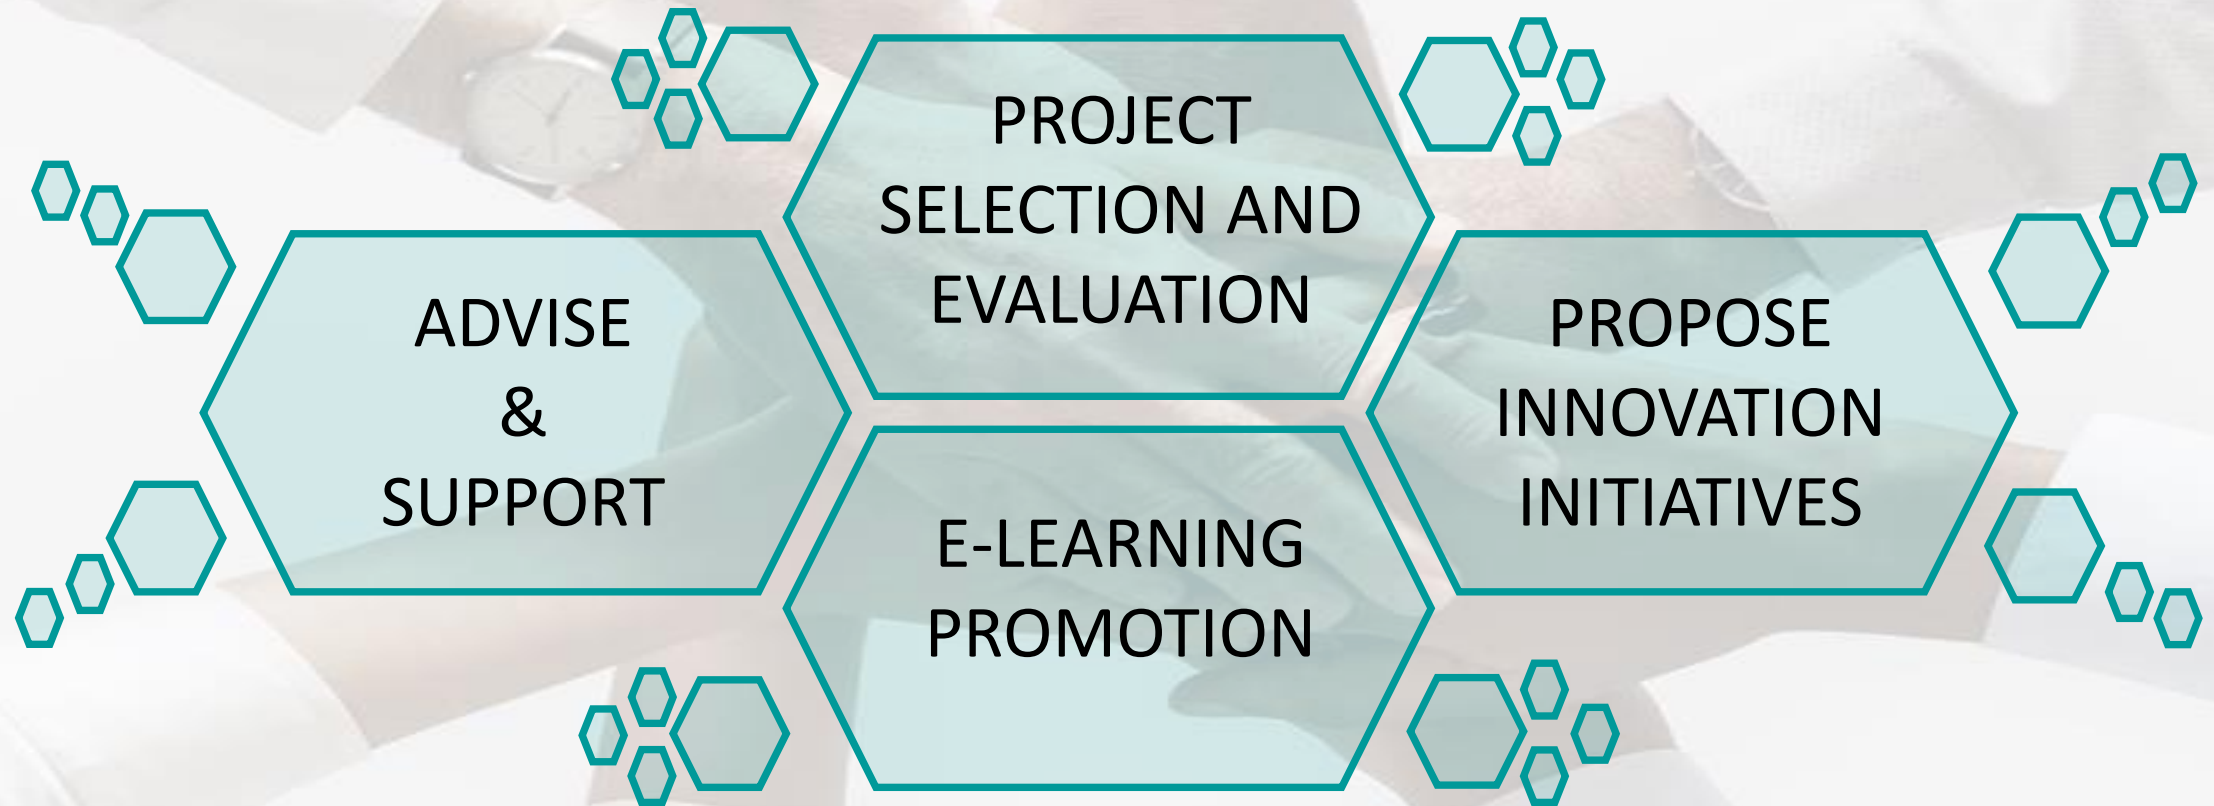 PROJECT
SELECTION AND
EVALUATION
ADVISE
&
SUPPORT
PROPOSE
INNOVATION
INITIATIVES
E-LEARNING
PROMOTION